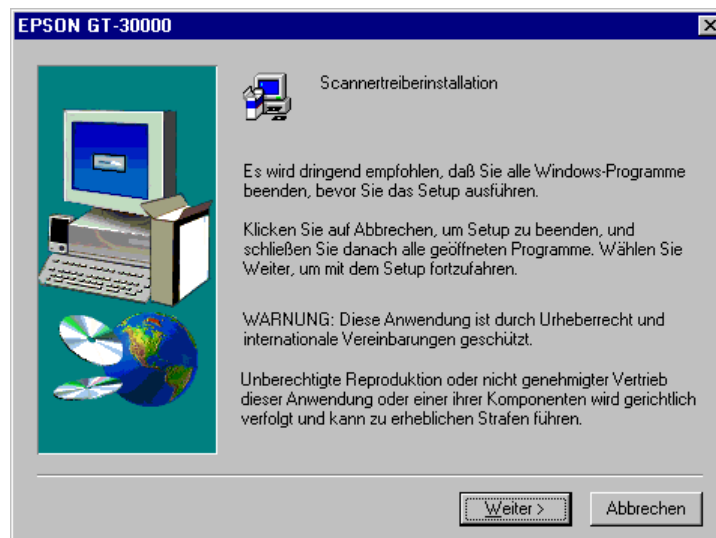 EPSON GT-30000
Scannertreiberinstallation
Es wird dringend empfohlen, daß Sie alle Windows-Programme
beenden, bevor Sie das Setup ausführen.
Klicken Sie auf Abbrechen, um Setup zu beenden, und
schließen Sie danach alle geöffneten Programme. Wählen Sie
Weiter, um mit dem Setup fortzufahren.
WARNUNG: Diese Anwendung ist durch Urheberrecht und
internationale Vereinbarungen geschützt.
Unberechtigte Reproduktion oder nicht genehmigter Vertrieb
dieser Anwendung oder einer ihrer Komponenten wird gerichtlich
verfolgt und kann zu erheblichen Strafen führen.
Weiter >
Abbrechen